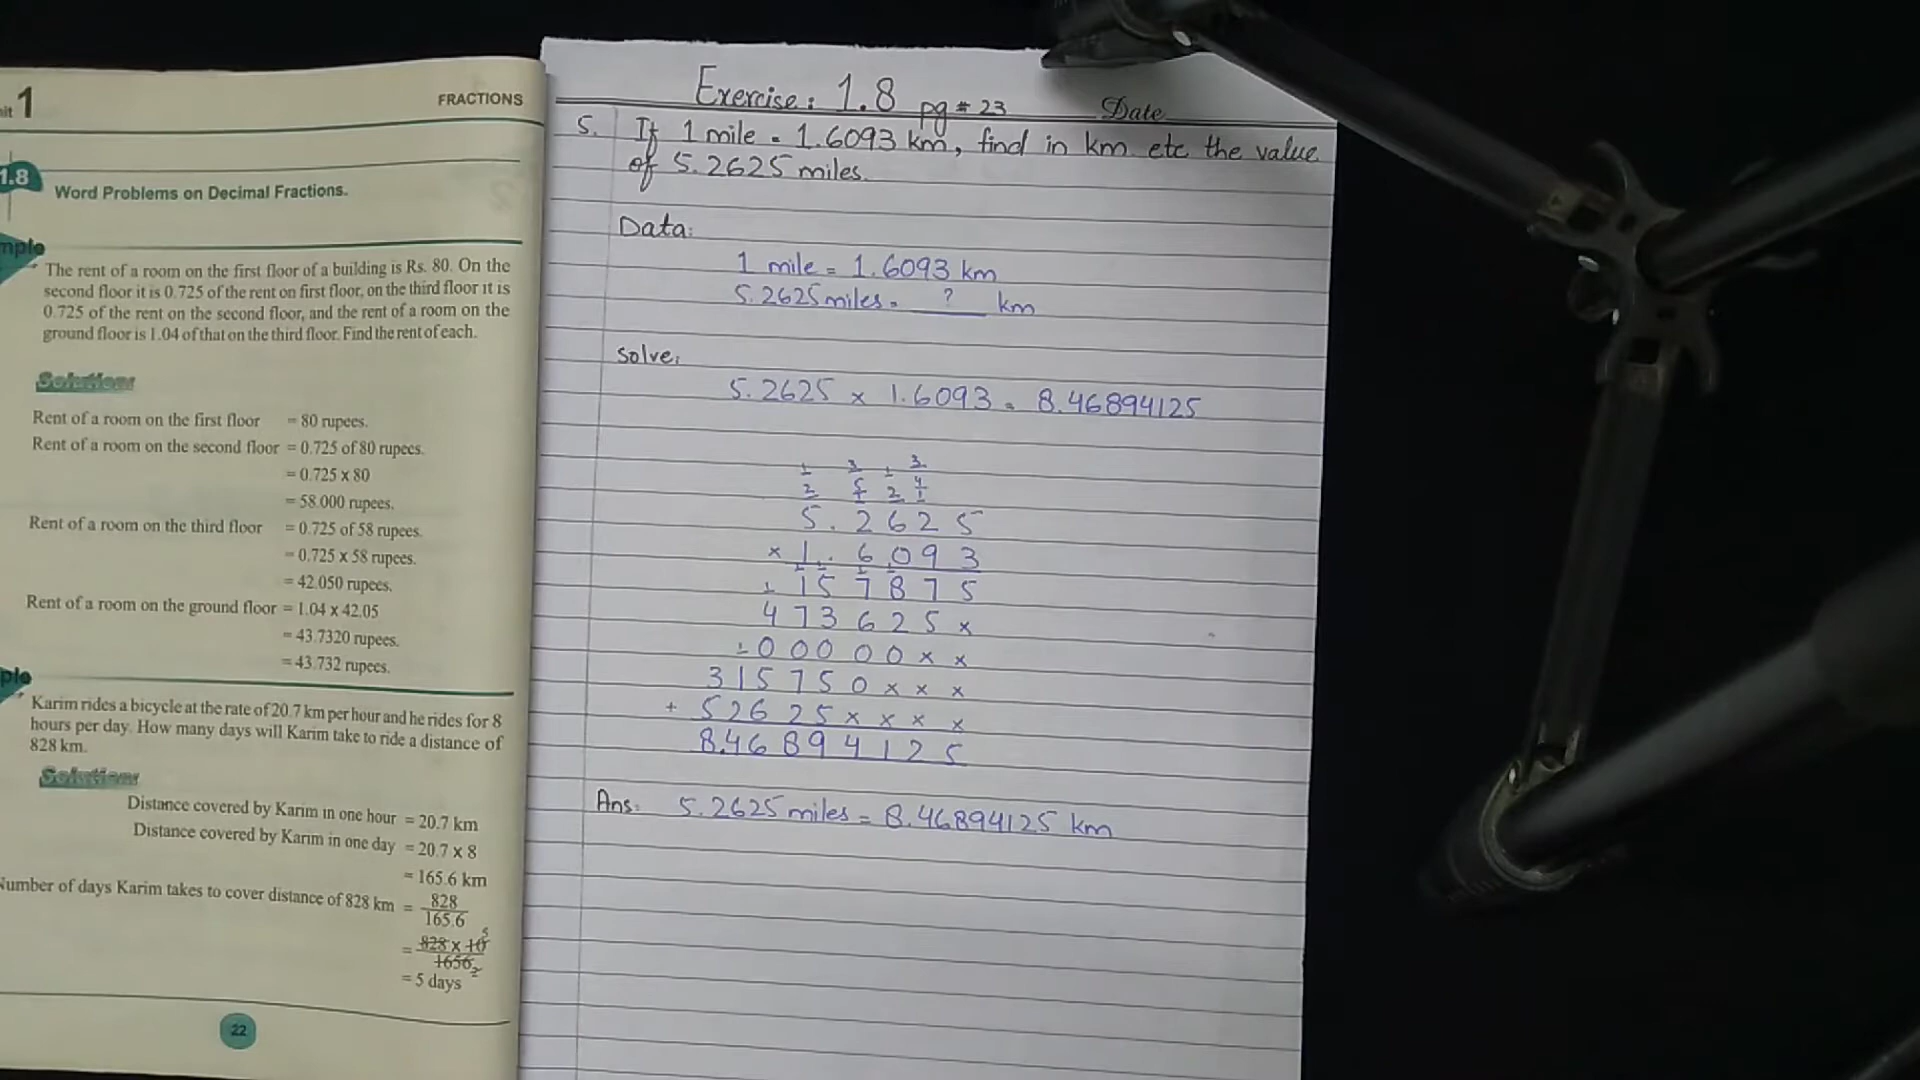 1
FRACTIONS
1.8
Word Problems on Decimal Fractions.
The rent of a room on the first floor of a building is Rs. 80. On the
second floor it is 0.725 of the rent on first floor, on the third floor it is
0.725 of the rent on the second floor, and the rent of a room on the
ground floor is 1.04 of that on the third floor. Find the rent of each.
Solution:
Rent of a room on the first floor = 80 rupees.
Rent of a room on the second floor = 0.725 of 80 rupees.
= 0.725 x 80
= 58.000 rupees.
Rent of a room on the third floor = 0.725 of 58 rupees.
= 0.725 x 58 rupees.
= 42.050 rupees.
Rent of a room on the ground floor = 1.04 x 42.05
= 43.7320 rupees.
= 43.732 rupees.
Karim rides a bicycle at the rate of 20.7 km per hour and he rides for 8
hours per day. How many days will Karim take to ride a distance of
828 km.
Solution:
Distance covered by Karim in one hour = 20.7 km
Distance covered by Karim in one day = 20.7 x 8
= 165.6 km
Number of days Karim takes to cover distance of 828 km = 828
165.6
5
= 828 x 10
1656 2
= 5 days
22
Exercise: 1.8 pg # 23 Date
5. If 1 mile = 1.6093 km, find in km etc the value
of 5.2625 miles.
Data:
1 mile = 1.6093 km
5.2625 miles = ? km
Solve:
5.2625 x 1.6093 = 8.46894125
1 3 1 3
2 5 2 4
1 1
5.2625
x 1.6093
157875
473625x
00000xx
315750xxx
+ 52625xxxx
8.46894125
Ans: 5.2625 miles = 8.46894125 km